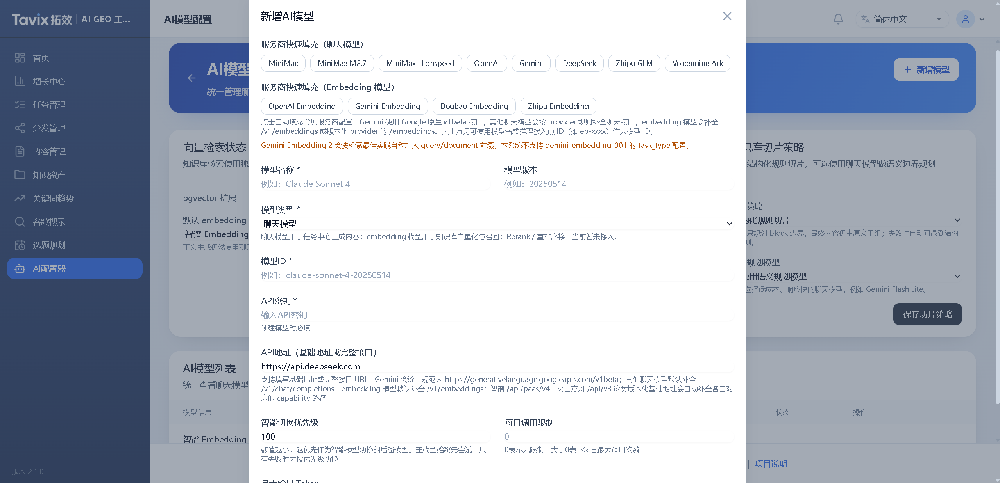 Tavix拓效 AI GEO 工...
首页
增长中心
任务管理
分发管理
内容管理
知识资产
关键词趋势
谷歌搜录
选题规划
AI配置器
版本 2.1.0
AI模型配置
简体中文
AI模型
统一管理聊
新增模型
向量检索状态
知识库检索使用独
pgvector 扩展
默认 embedding
智谱 Embedding
正文生成仍然使用聊
AI模型列表
统一查看聊天模型
模型信息
智谱 Embedding-
新增AI模型
服务商快速填充（聊天模型）
MiniMax
MiniMax M2.7
MiniMax Highspeed
OpenAI
Gemini
DeepSeek
Zhipu GLM
Volcengine Ark
服务商快速填充（Embedding 模型）
OpenAI Embedding
Gemini Embedding
Doubao Embedding
Zhipu Embedding
点击自动填充常见服务商配置。Gemini 使用 Google 原生 v1beta 接口；其他聊天模型会按 provider 规则补全聊天接口，embedding 模型会补全
/v1/embeddings 或版本化 provider 的 /embeddings。火山方舟可使用模型名或推理接入点 ID（如 ep-xxxx）作为模型 ID。
Gemini Embedding 2 会按检索最佳实践自动加入 query/document 前缀；本系统不支持 gemini-embedding-001 的 task_type 配置。
模型名称 *
例如：Claude Sonnet 4
模型版本
例如：20250514
模型类型 *
聊天模型
聊天模型用于任务中心生成内容；embedding 模型用于知识库向量化与召回；Rerank / 重排序接口当前暂未接入。
模型ID *
例如：claude-sonnet-4-20250514
API密钥 *
输入API密钥
创建模型时必填。
API地址（基础地址或完整接口）
https://api.deepseek.com
支持填写基础地址或完整接口 URL。Gemini 会统一规范为 https://generativelanguage.googleapis.com/v1beta；其他聊天模型默认补全
/v1/chat/completions，embedding 模型默认补全 /v1/embeddings；智谱 /api/paas/v4、火山方舟 /api/v3 这类版本化基础地址会自动补全各自对
应的 capability 路径。
智能切换优先级
100
数值越小，越优先作为智能模型切换的后备模型。主模型始终先尝试，只
有失败时才按优先级切换。
每日调用限制
0
0表示无限制，大于0表示每日最大调用次数
最大输出 Token
识库切片策略
结构化规则切片，可选使用聊天模型做语义边界规划
策略
构化规则切片
只规划 block 边界，最终内容仍由原文重组；失败时自动回退到结构
则。
规划模型
使用语义规划模型
选择低成本、响应快的聊天模型，例如 Gemini Flash Lite。
保存切片策略
状态
操作
| 项目说明